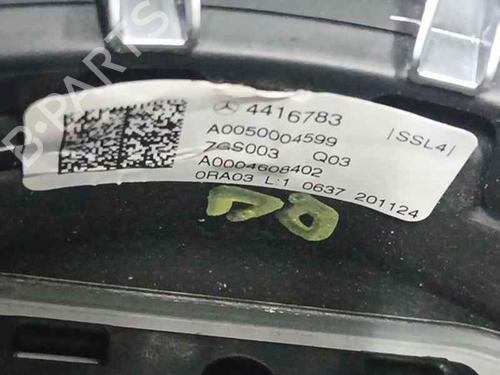 B-PARTS
4416783
|SSL4|
A0050004599
7GS003 Q03
A0004608402
0RA03 L:1 0637 201124